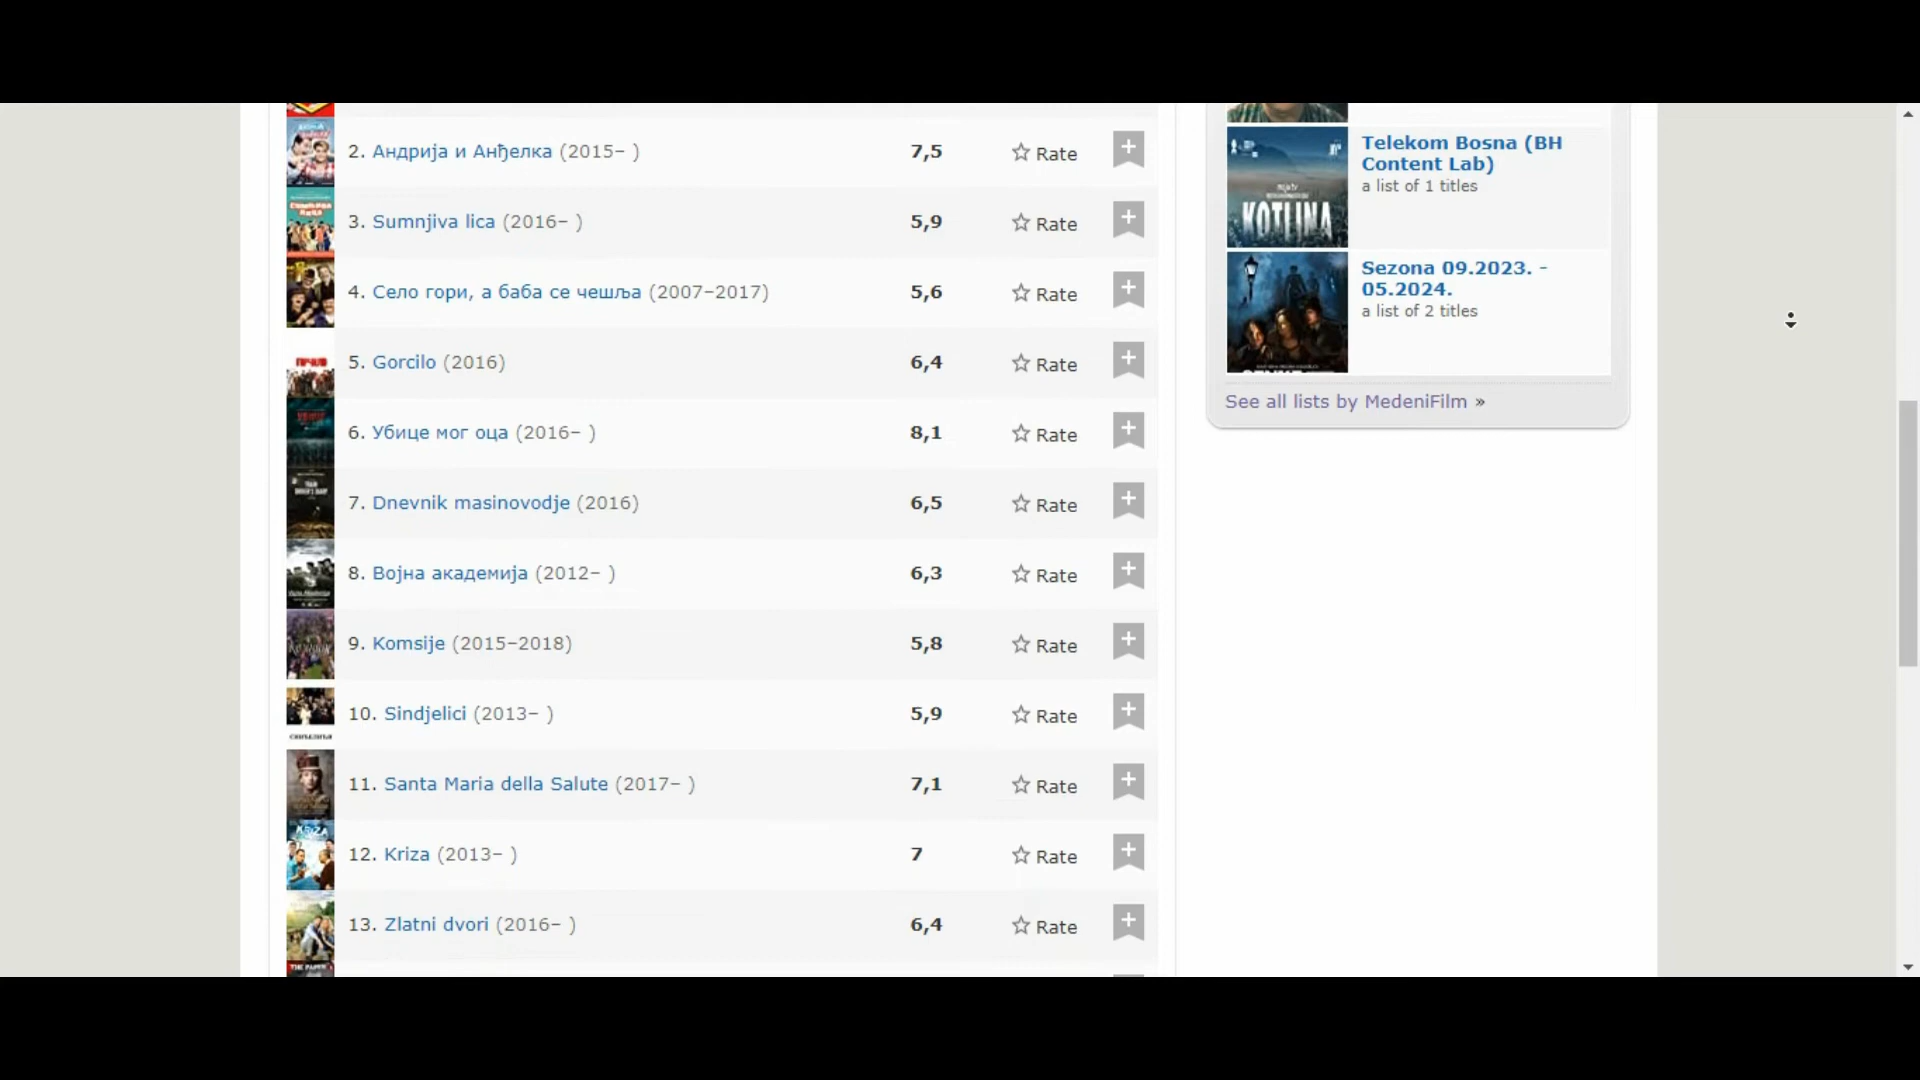 2. Андрија и Анђелка (2015– ) 7,5 Rate
3. Sumnjiva lica (2016– ) 5,9 Rate
4. Село гори, а баба се чешља (2007–2017) 5,6 Rate
5. Gorcilo (2016) 6,4 Rate
6. Убице мог оца (2016– ) 8,1 Rate
7. Dnevnik masinovodje (2016) 6,5 Rate
8. Војна академија (2012– ) 6,3 Rate
9. Komsije (2015–2018) 5,8 Rate
10. Sindjelici (2013– ) 5,9 Rate
11. Santa Maria della Salute (2017– ) 7,1 Rate
12. Kriza (2013– ) 7 Rate
13. Zlatni dvori (2016– ) 6,4 Rate
THE PAPER
Telekom Bosna (BH
Content Lab)
a list of 1 titles
KOTLINA
Sezona 09.2023. -
05.2024.
a list of 2 titles
See all lists by MedeniFilm »